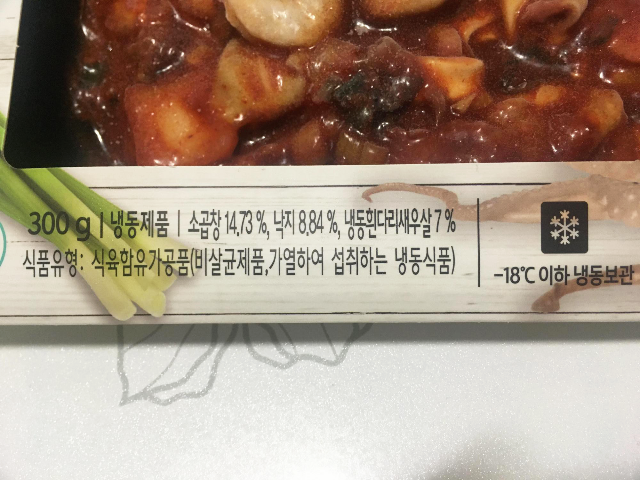 300 g | 냉동제품 | 소곱창 14.73 %, 낙지 8.84 %, 냉동흰다리새우살 7 %
식품유형: 식육함유가공품(비살균제품,가열하여 섭취하는 냉동식품)
-18℃ 이하 냉동보관